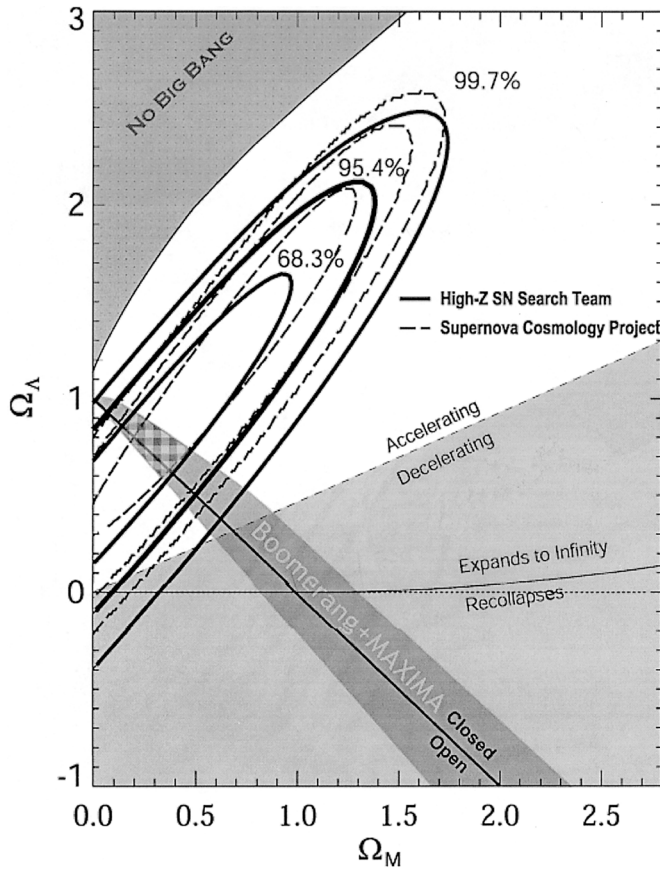 3
NO BIG BANG
99.7%
95.4%
2
68.3%
High-Z SN Search Team
Supernova Cosmology Project
Ω_Λ
1
Accelerating
Decelerating
Boomerang+MAXIMA
Expands to Infinity
0
Recollapses
Closed
Open
-1
0.0 0.5 1.0 1.5 2.0 2.5
Ω_M